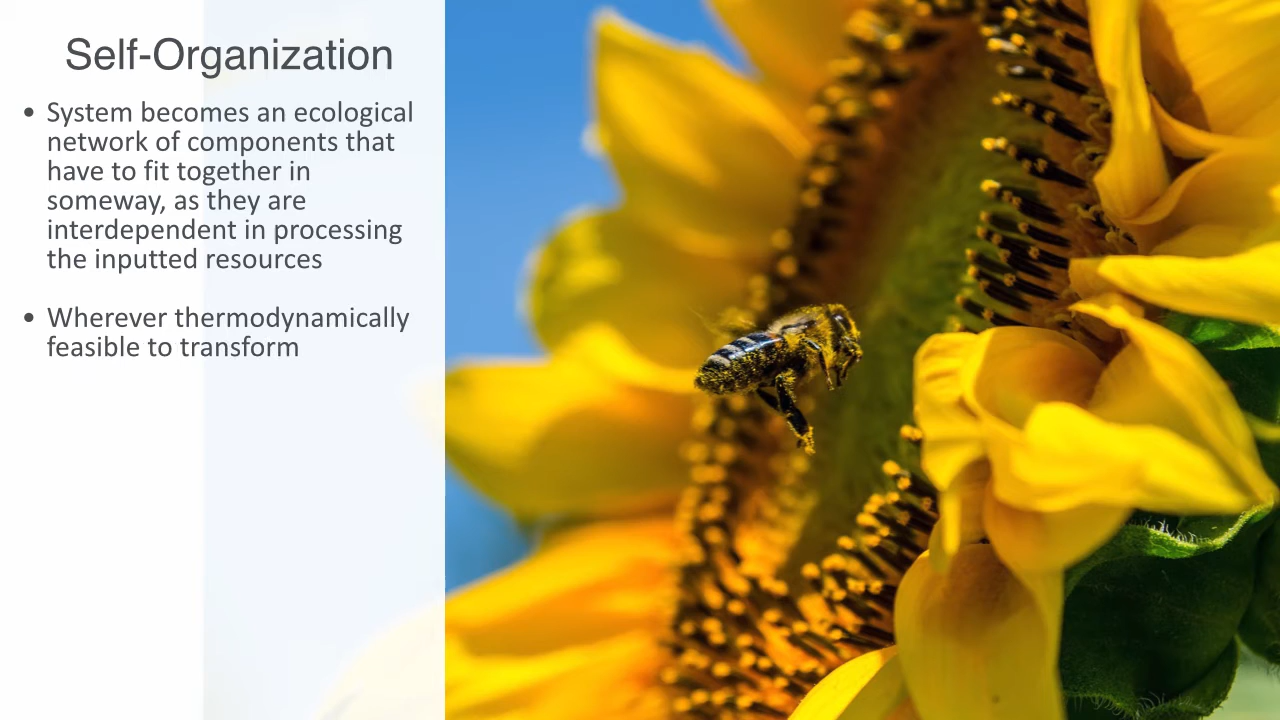 Self-Organization
• System becomes an ecological
network of components that
have to fit together in
someway, as they are
interdependent in processing
the inputted resources
• Wherever thermodynamically
feasible to transform